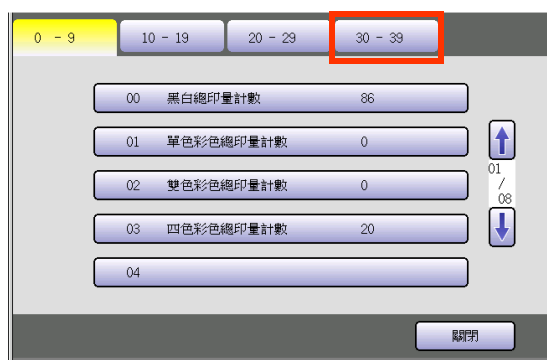 0 - 9 10 - 19 20 - 29 30 - 39
00 黑白總印量計數 86
01 單色彩色總印量計數 0
02 雙色彩色總印量計數 0
03 四色彩色總印量計數 20
04
01
/
08
關閉